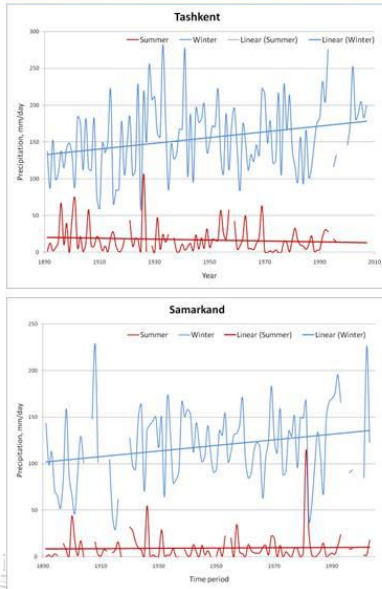 Tashkent
300
Summer Winter Linear (Summer) Linear (Winter)
250
200
150
100
50
0
Precipitation, mm/day
1891 1910 1930 1950 1970 1990 2010
Year
Samarkand
250
Summer Winter Linear (Summer) Linear (Winter)
200
150
100
50
0
Precipitation, mm/day
1891 1910 1930 1950 1970 1990
Time period